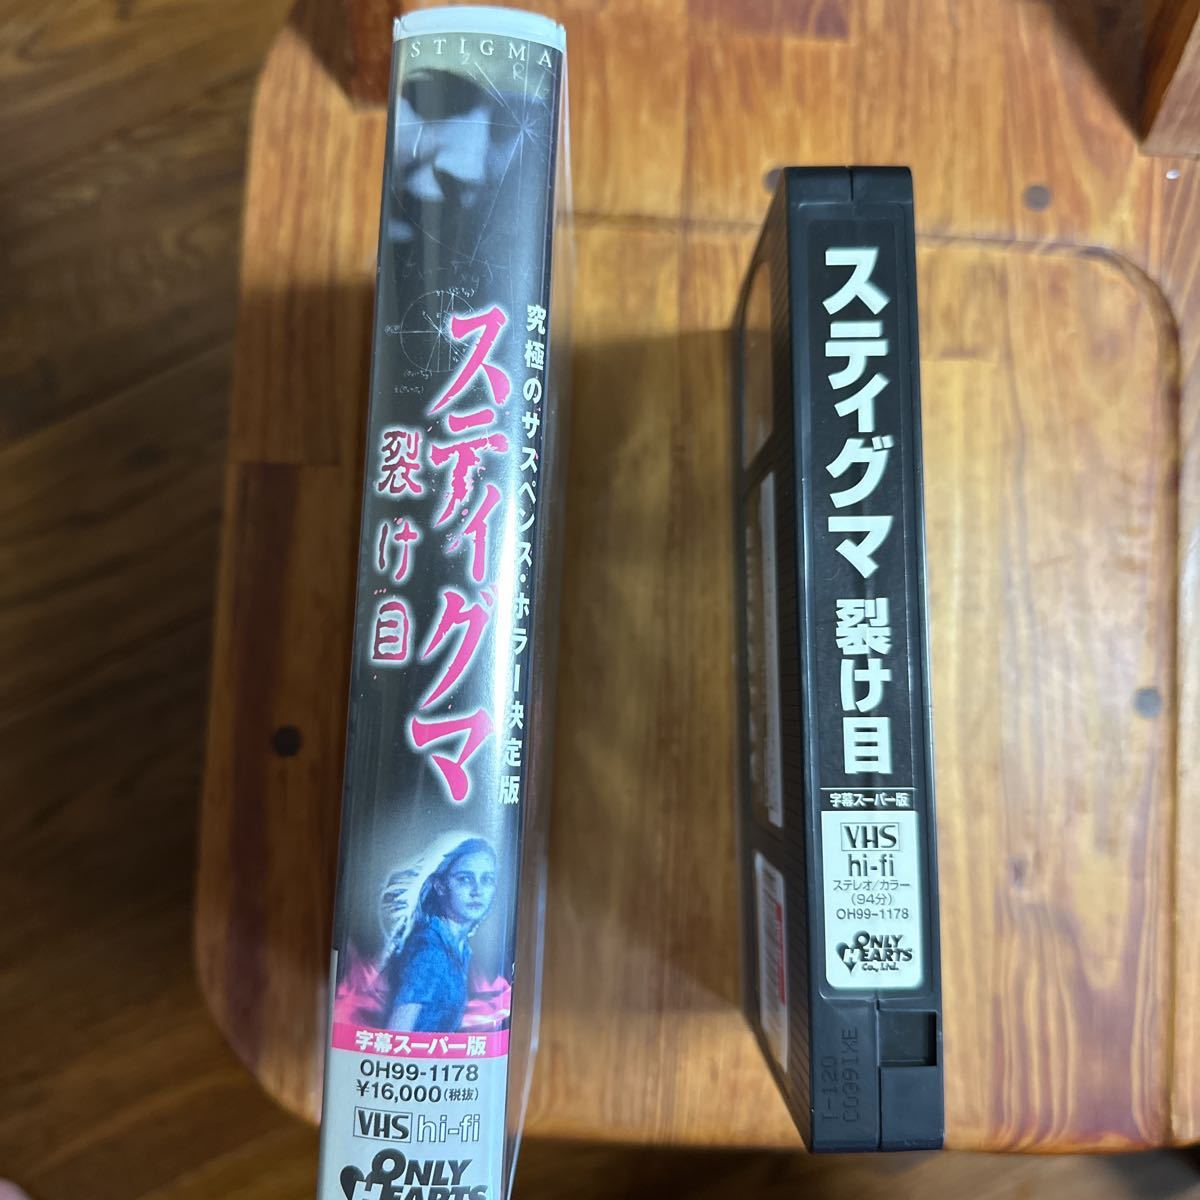 STIGMA
究極のサスペンス・ホラー決定版
スティグマ
裂け目
字幕スーパー版
OH99-1178
¥16,000(税抜)
VHS hi-fi
ONLY
HEARTS
スティグマ 裂け目
字幕スーパー版
VHS
hi-fi
ステレオ/カラー
(94分)
OH99-1178
ONLY
HEARTS
Co., Ltd.
T-120